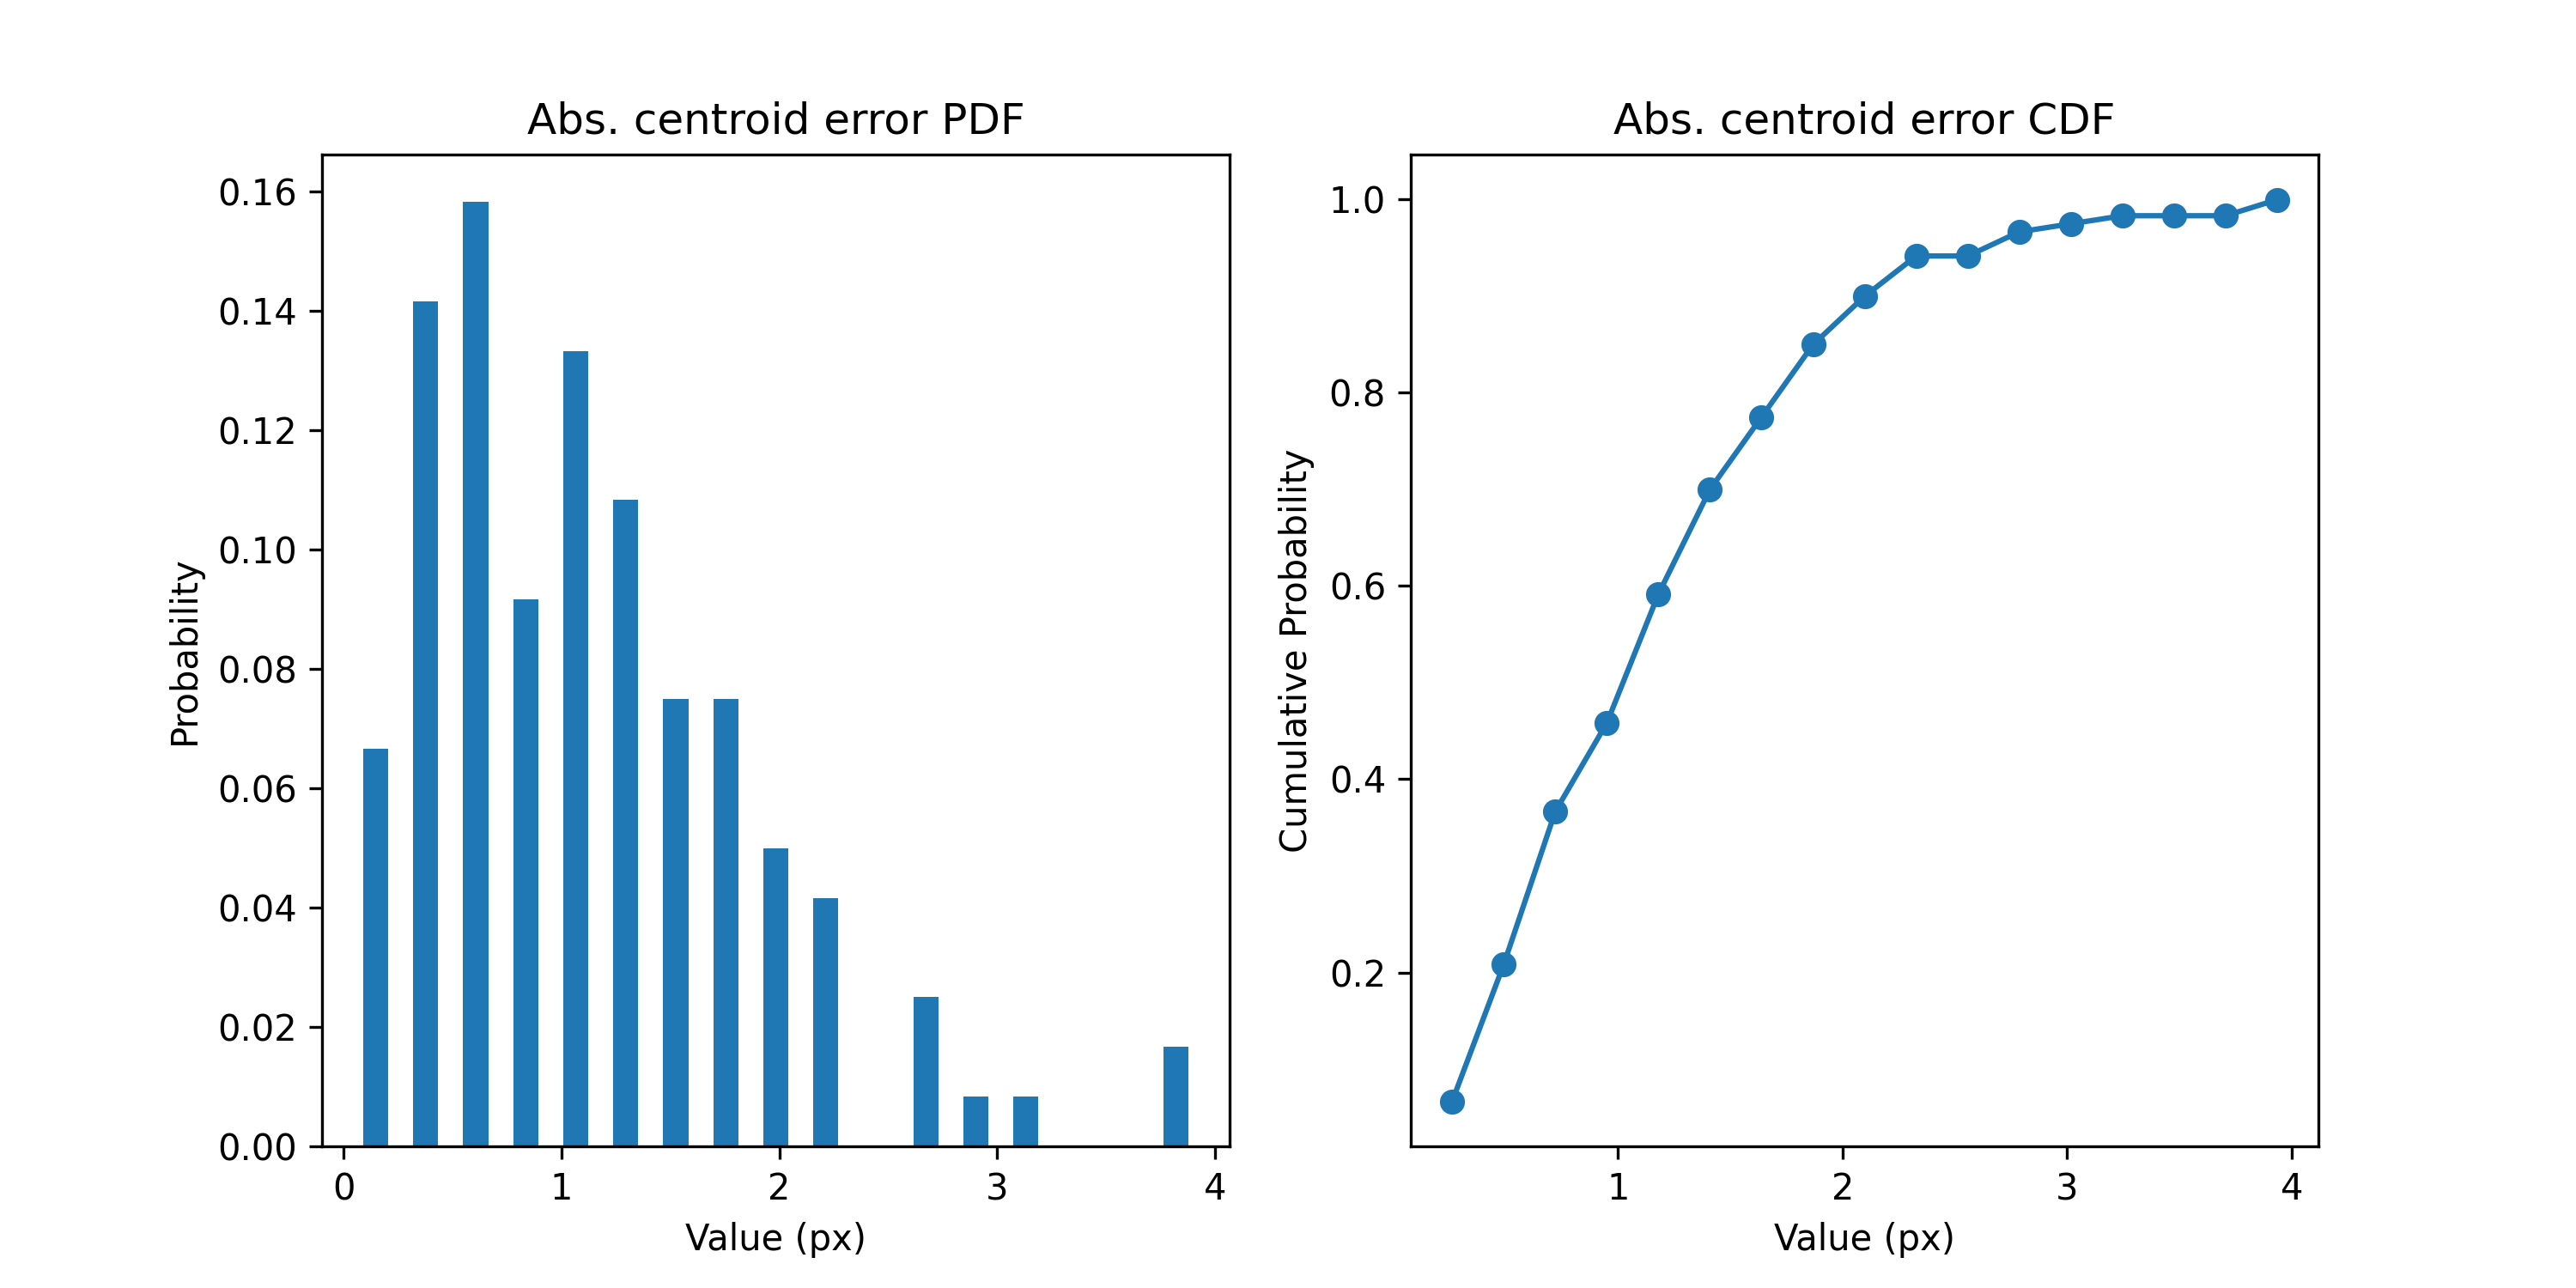 Abs. centroid error PDF
0.16
0.14
0.12
0.10
0.08
0.06
0.04
0.02
0.00
Probability
0 1 2 3 4
Value (px)
Abs. centroid error CDF
1.0
0.8
0.6
0.4
0.2
Cumulative Probability
1 2 3 4
Value (px)